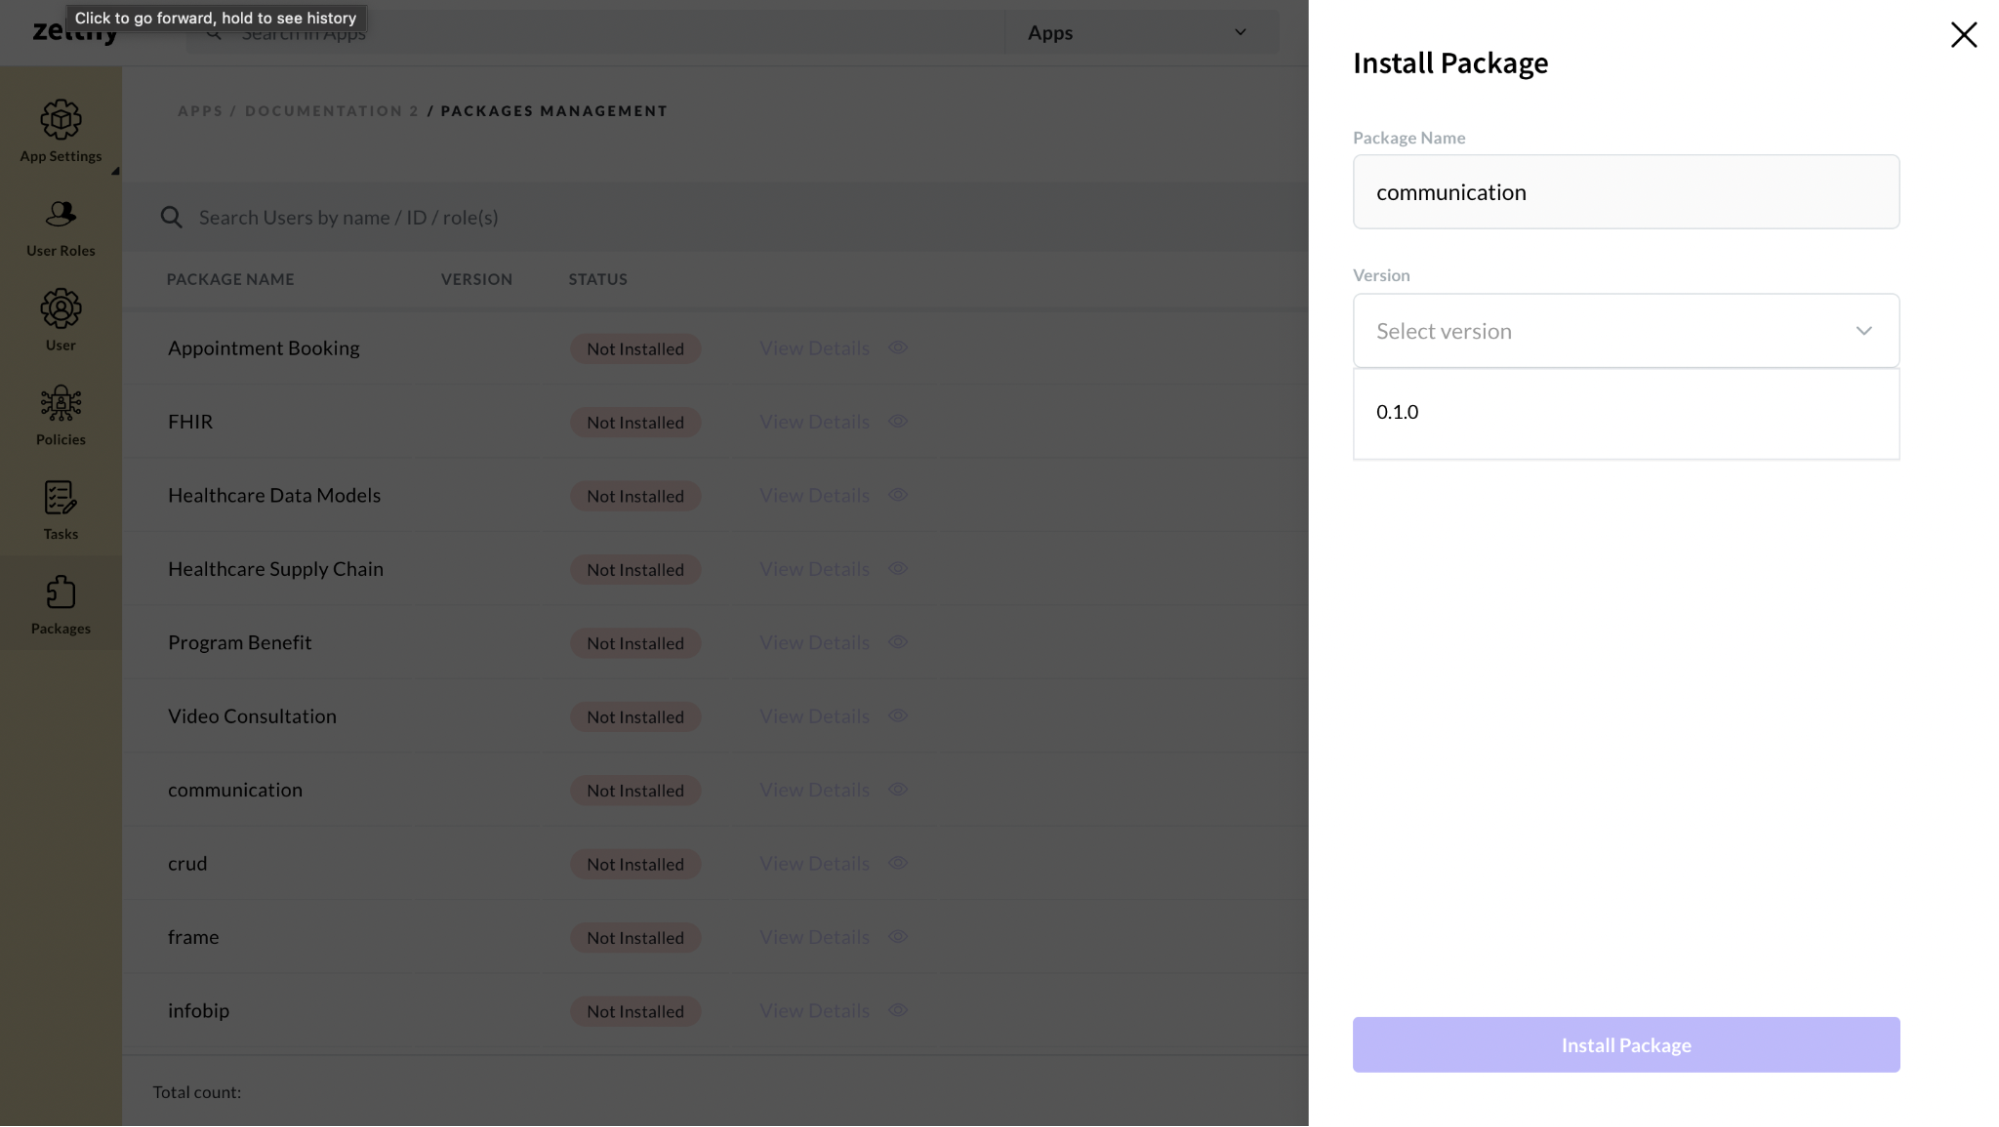 Click to go forward, hold to see history
Search in Apps
Apps
APPS / DOCUMENTATION 2 / PACKAGES MANAGEMENT
App Settings
User Roles
User
Policies
Tasks
Packages
Search Users by name / ID / role(s)
PACKAGE NAME VERSION STATUS
Appointment Booking Not Installed View Details
FHIR Not Installed View Details
Healthcare Data Models Not Installed View Details
Healthcare Supply Chain Not Installed View Details
Program Benefit Not Installed View Details
Video Consultation Not Installed View Details
communication Not Installed View Details
crud Not Installed View Details
frame Not Installed View Details
infobip Not Installed View Details
Total count:
Install Package
Package Name
communication
Version
Select version
0.1.0
Install Package